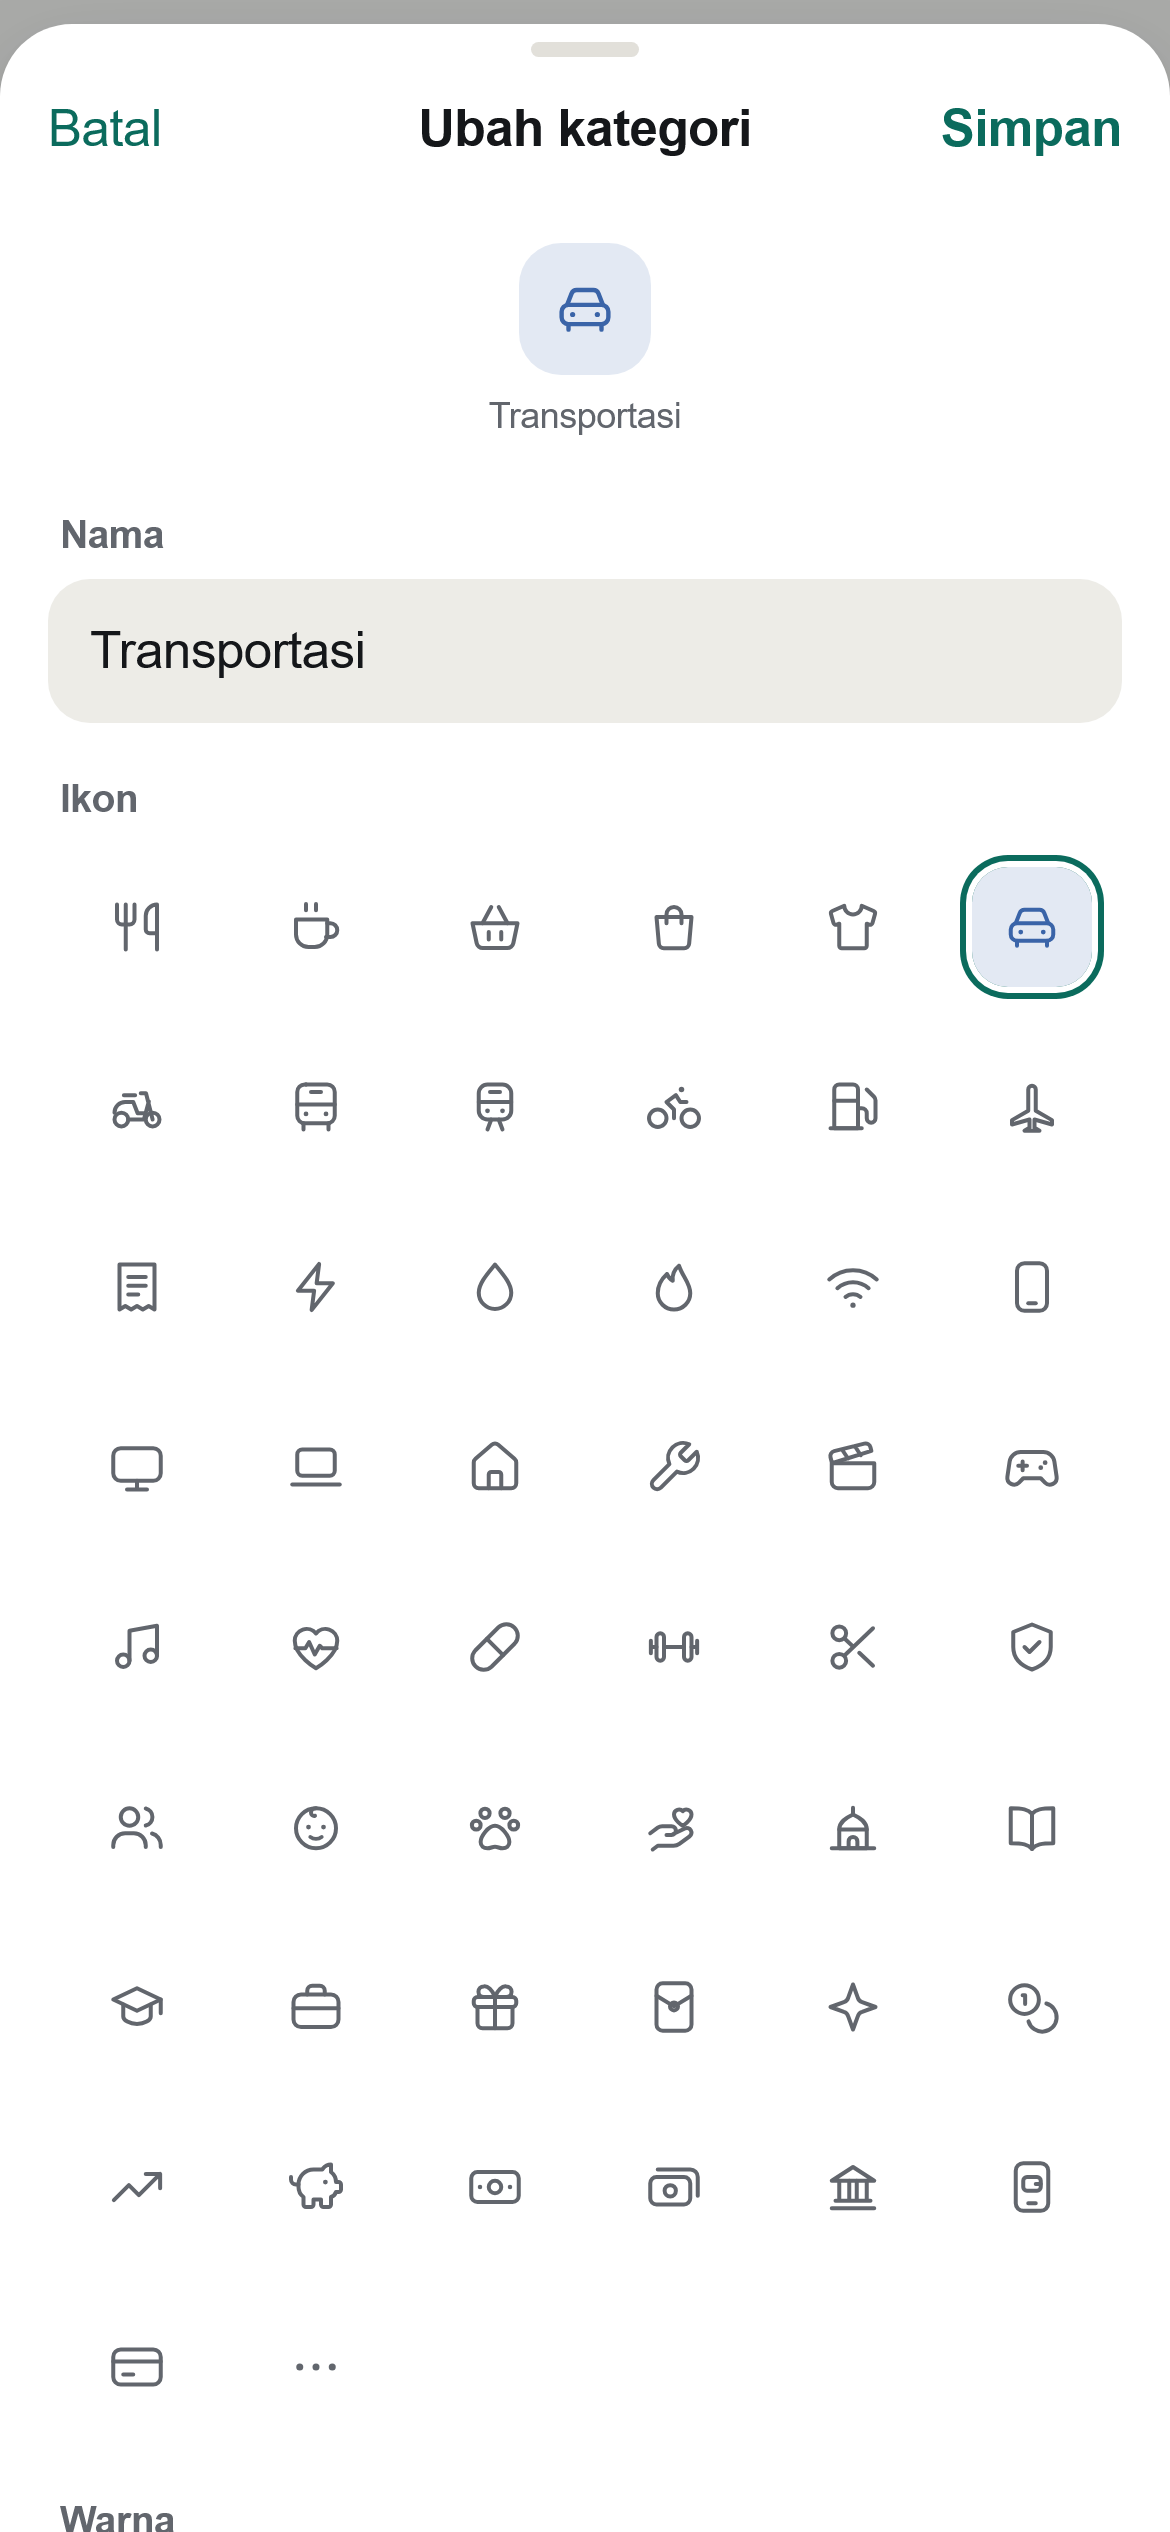 Batal
Ubah kategori
Simpan
Transportasi
Nama
Transportasi
Ikon
Warna